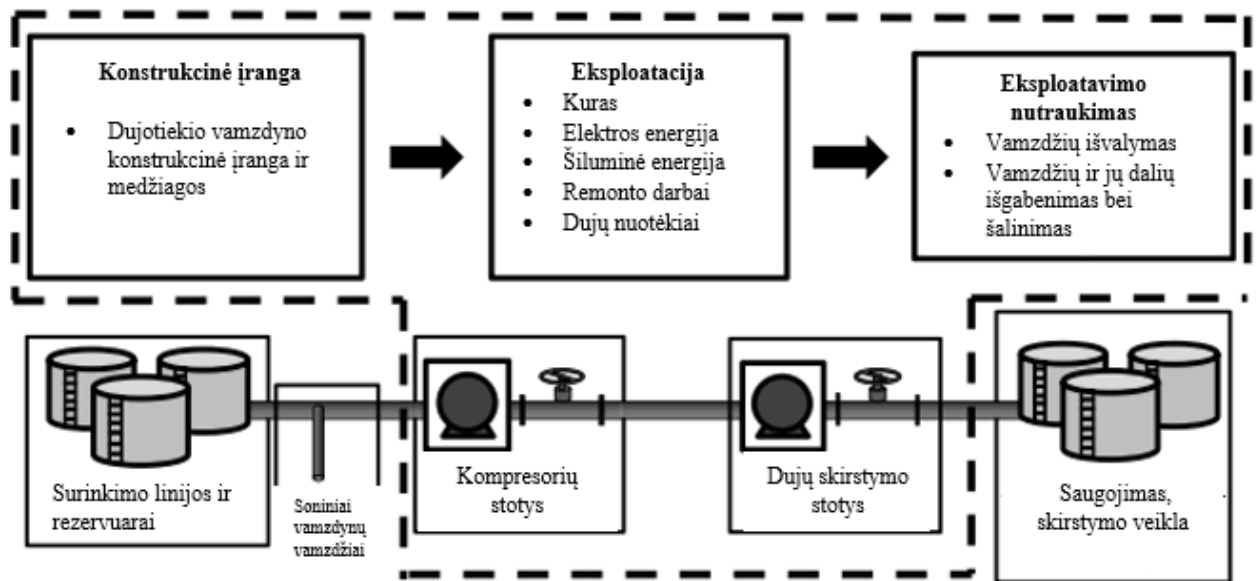 Konstrukcinė įranga
• Dujotiekio vamzdyno
konstrukcinė įranga ir
medžiagos
Eksploatacija
• Kuras
• Elektros energija
• Šiluminė energija
• Remonto darbai
• Dujų nuotėkiai
Eksploatavimo
nutraukimas
• Vamzdžių išvalymas
• Vamzdžių ir jų dalių
išgabenimas bei
šalinimas
Surinkimo linijos ir
rezervuarai
Soniniai
vamzdynų
vamzdžiai
Kompresorių
stotys
Dujų skirstymo
stotys
Saugojimas,
skirstymo veikla